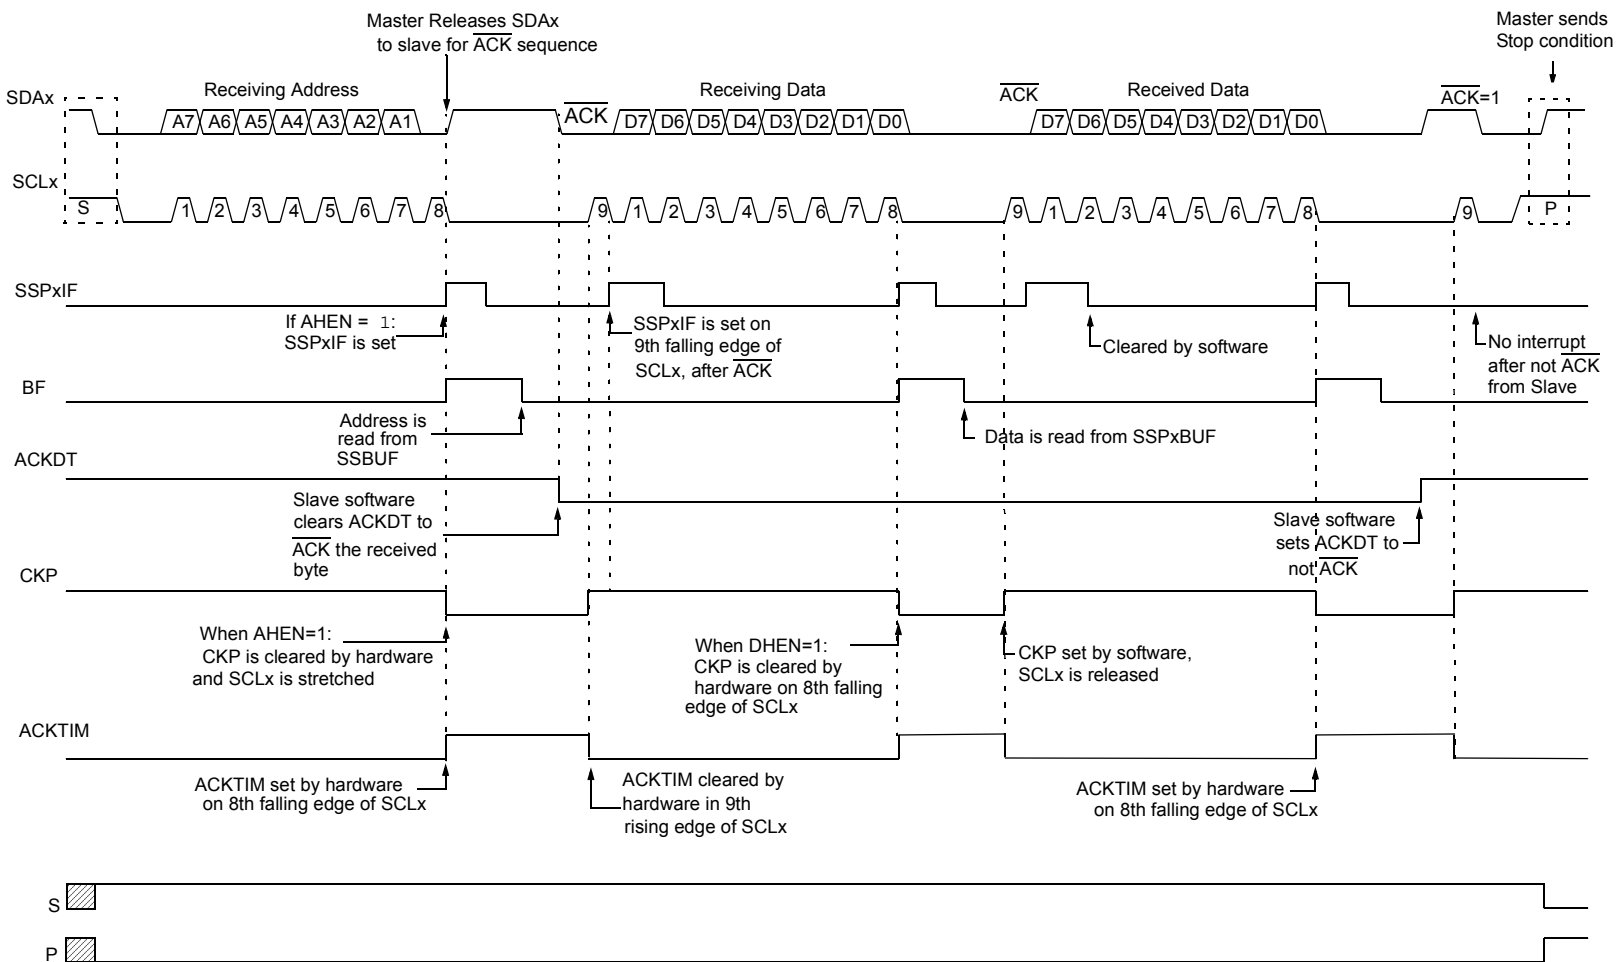 Master Releases SDAx
to slave for ACK sequence
Master sends
Stop condition
SDAx
Receiving Address
ACK
Receiving Data
ACK
Received Data
ACK=1
A7 A6 A5 A4 A3 A2 A1
D7 D6 D5 D4 D3 D2 D1 D0
D7 D6 D5 D4 D3 D2 D1 D0
SCLx
S
1 2 3 4 5 6 7 8
9 1 2 3 4 5 6 7 8
9 1 2 3 4 5 6 7 8
9
P
SSPxIF
If AHEN = 1:
SSPxIF is set
SSPxIF is set on
9th falling edge of
SCLx, after ACK
Cleared by software
No interrupt
after not ACK
from Slave
BF
Address is
read from
SSBUF
Data is read from SSPxBUF
ACKDT
Slave software
clears ACKDT to
ACK the received
byte
Slave software
sets ACKDT to
not ACK
CKP
When AHEN=1:
CKP is cleared by hardware
and SCLx is stretched
When DHEN=1:
CKP is cleared by
hardware on 8th falling
edge of SCLx
CKP set by software,
SCLx is released
ACKTIM
ACKTIM set by hardware
on 8th falling edge of SCLx
ACKTIM cleared by
hardware in 9th
rising edge of SCLx
ACKTIM set by hardware
on 8th falling edge of SCLx
S
P